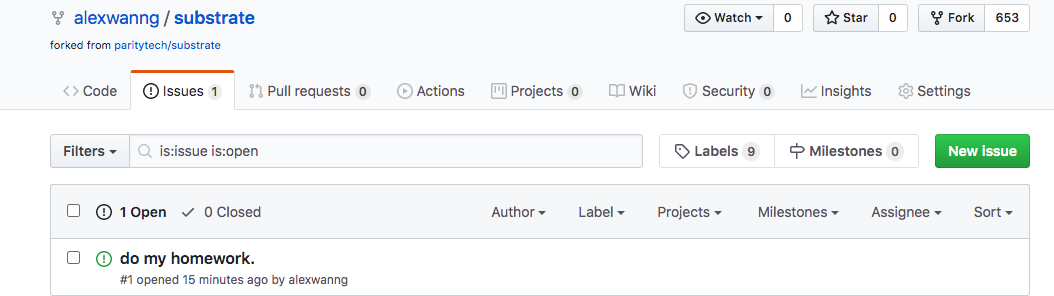 alexwanng / substrate
Watch 0 Star 0 Fork 653
forked from paritytech/substrate
Code Issues 1 Pull requests 0 Actions Projects 0 Wiki Security 0 Insights Settings
Filters is:issue is:open Labels 9 Milestones 0 New issue
1 Open 0 Closed Author Label Projects Milestones Assignee Sort
do my homework.
#1 opened 15 minutes ago by alexwanng